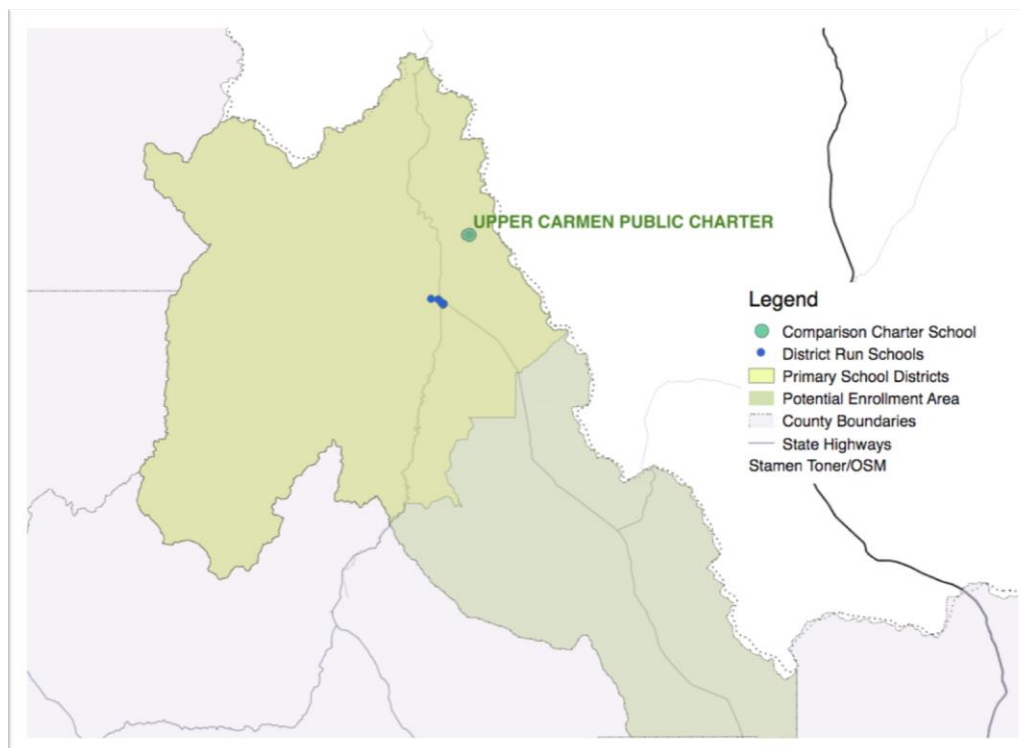 UPPER CARMEN PUBLIC CHARTER
Legend
Comparison Charter School
District Run Schools
Primary School Districts
Potential Enrollment Area
County Boundaries
State Highways
Stamen Toner/OSM